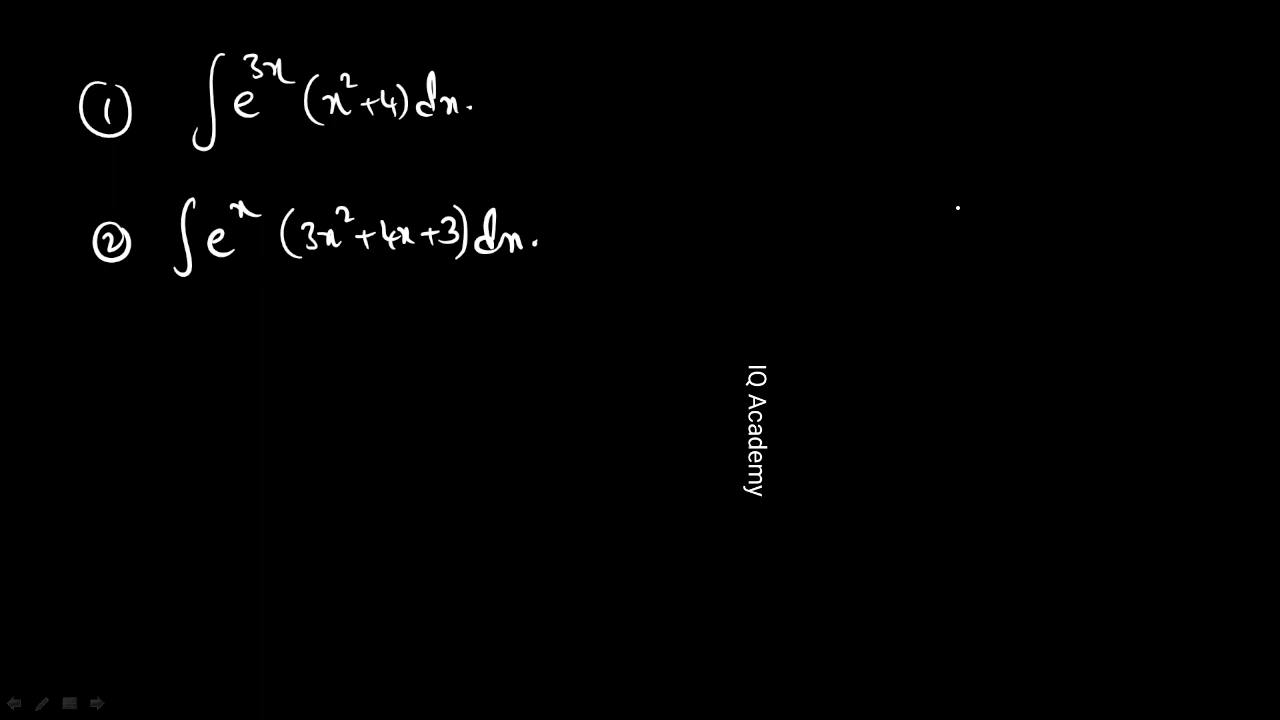 ① ∫e^{3x} (x²+4) dx.
② ∫e^{x} (3x²+4x+3) dx.
IQ Academy